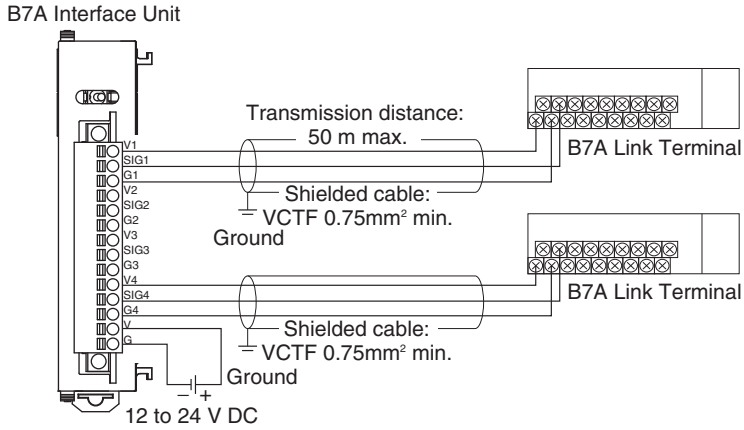 B7A Interface Unit
Transmission distance:
50 m max.
V1
SIG1
G1
V2
SIG2
G2
V3
SIG3
G3
V4
SIG4
G4
V
G
Shielded cable:
VCTF 0.75mm² min.
Ground
B7A Link Terminal
B7A Link Terminal
Shielded cable:
VCTF 0.75mm² min.
Ground
− +
12 to 24 V DC